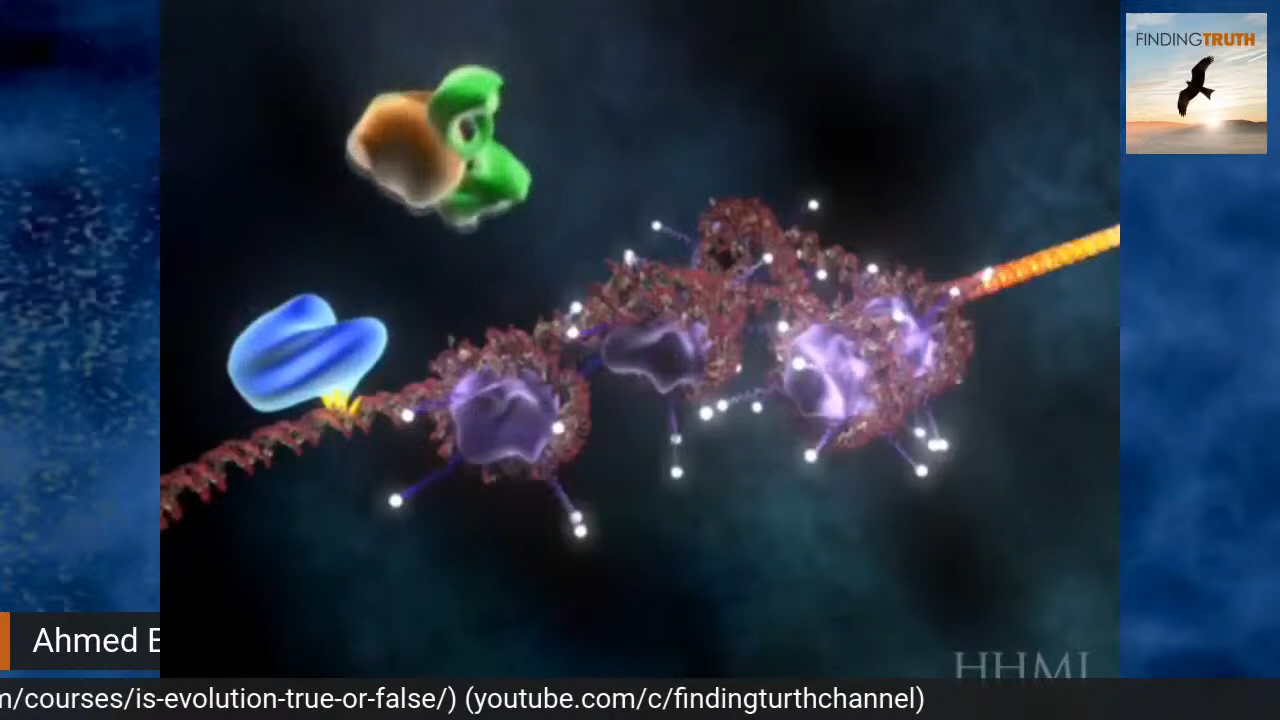 FINDINGTRUTH
Ahmed E
HHMI
m/courses/is-evolution-true-or-false/) (youtube.com/c/findingturthchannel)